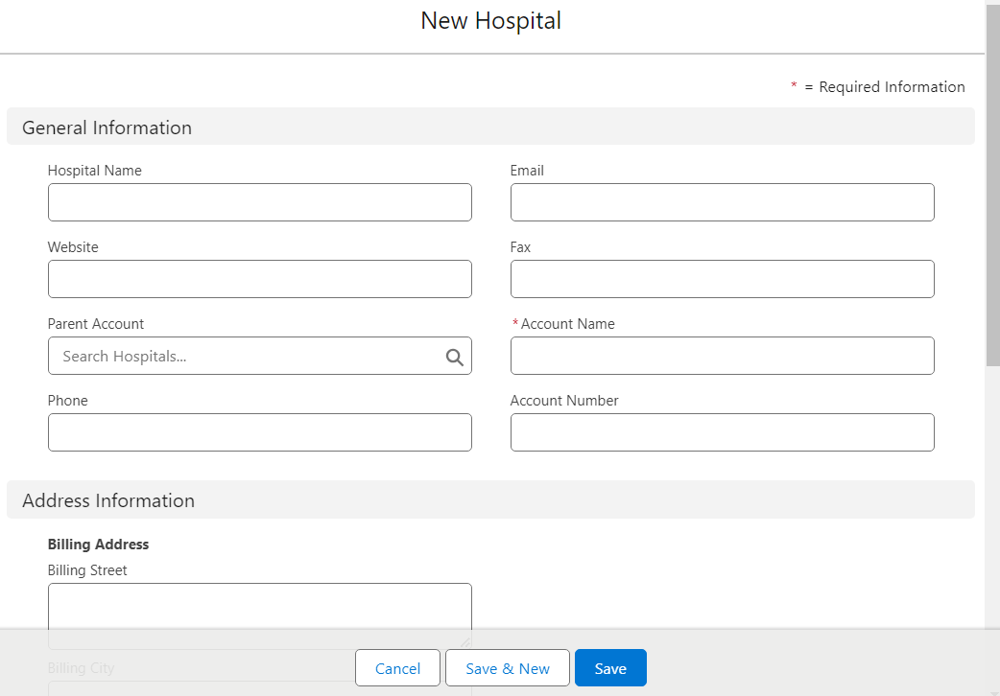 New Hospital
* = Required Information
General Information
Hospital Name
Email
Website
Fax
Parent Account
*Account Name
Search Hospitals...
Phone
Account Number
Address Information
Billing Address
Billing Street
Billing City
Cancel
Save & New
Save